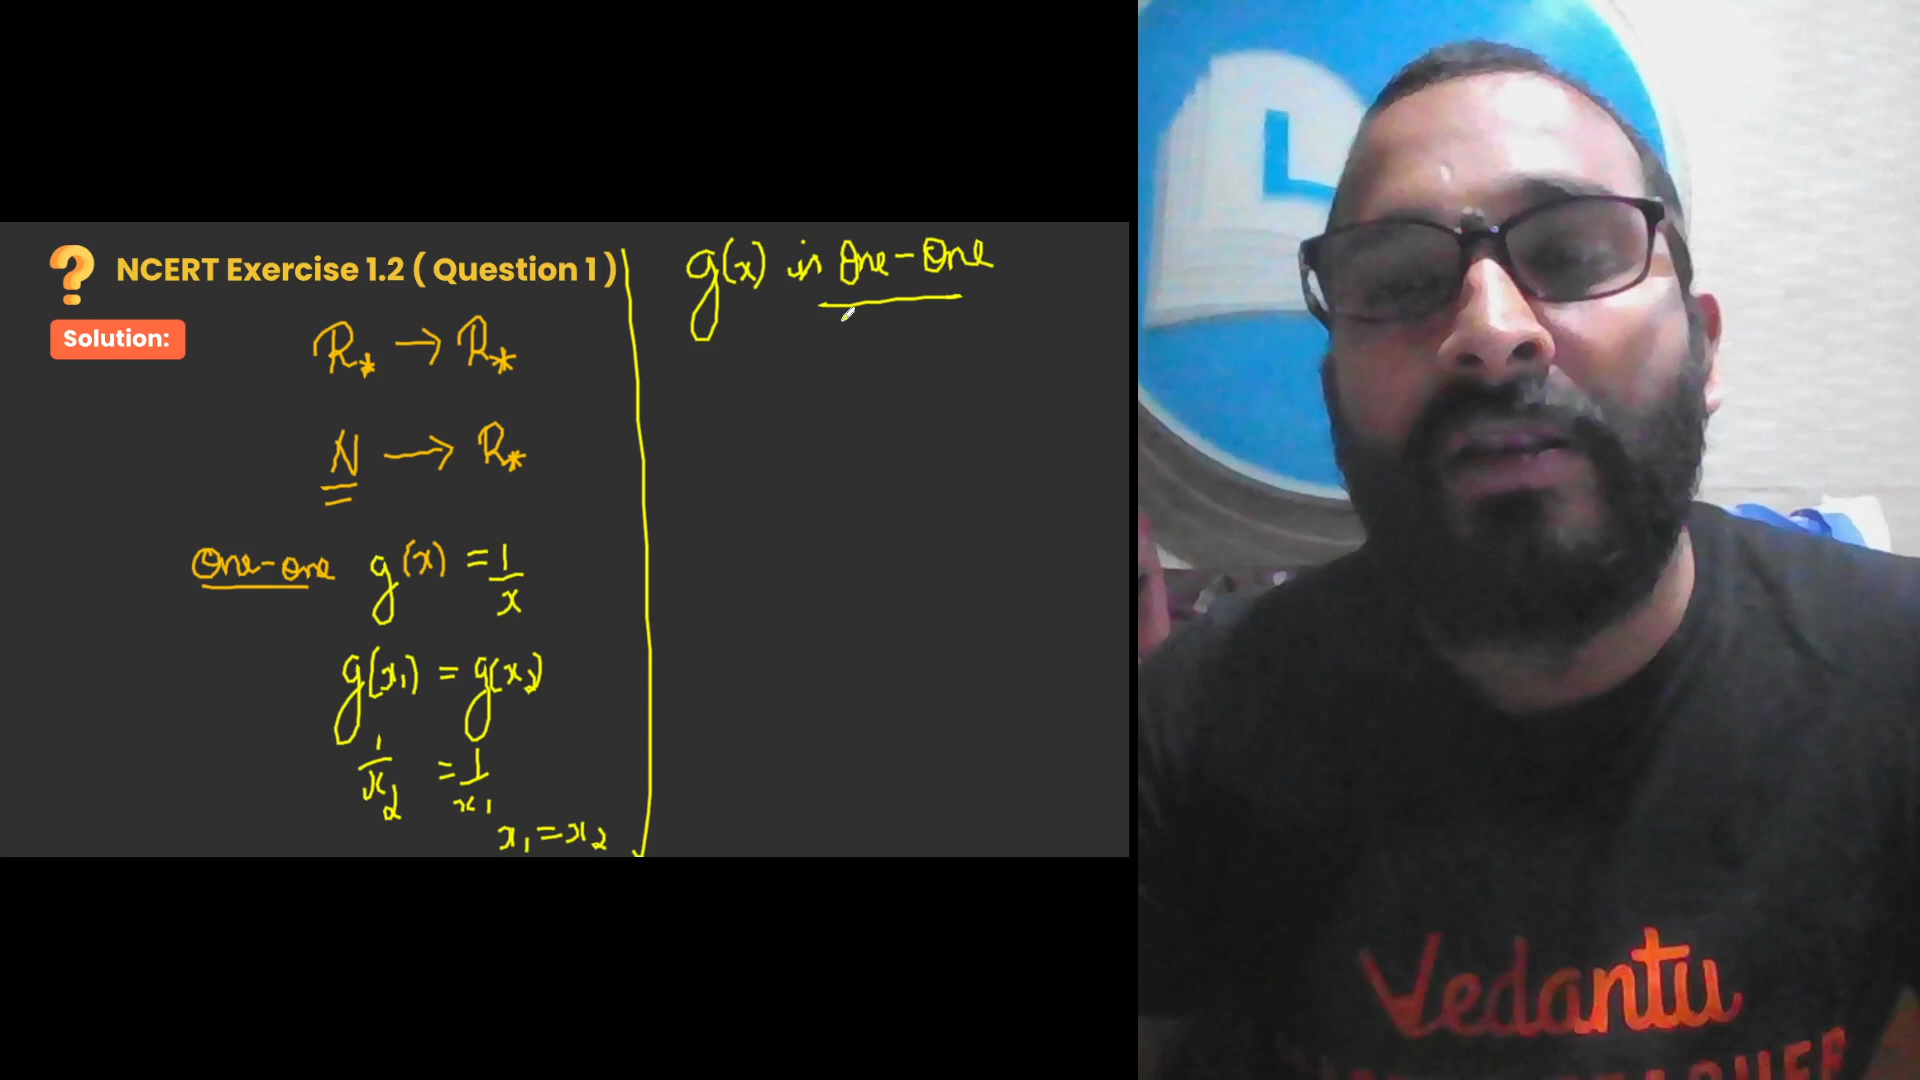 ? NCERT Exercise 1.2 ( Question 1 )
Solution:
R* → R*
N → R*
One-one g(x) = 1/x
g(x₁) = g(x₂)
1/x₂ = 1/x₁
x₁ = x₂
g(x) is One-One
Vedantu